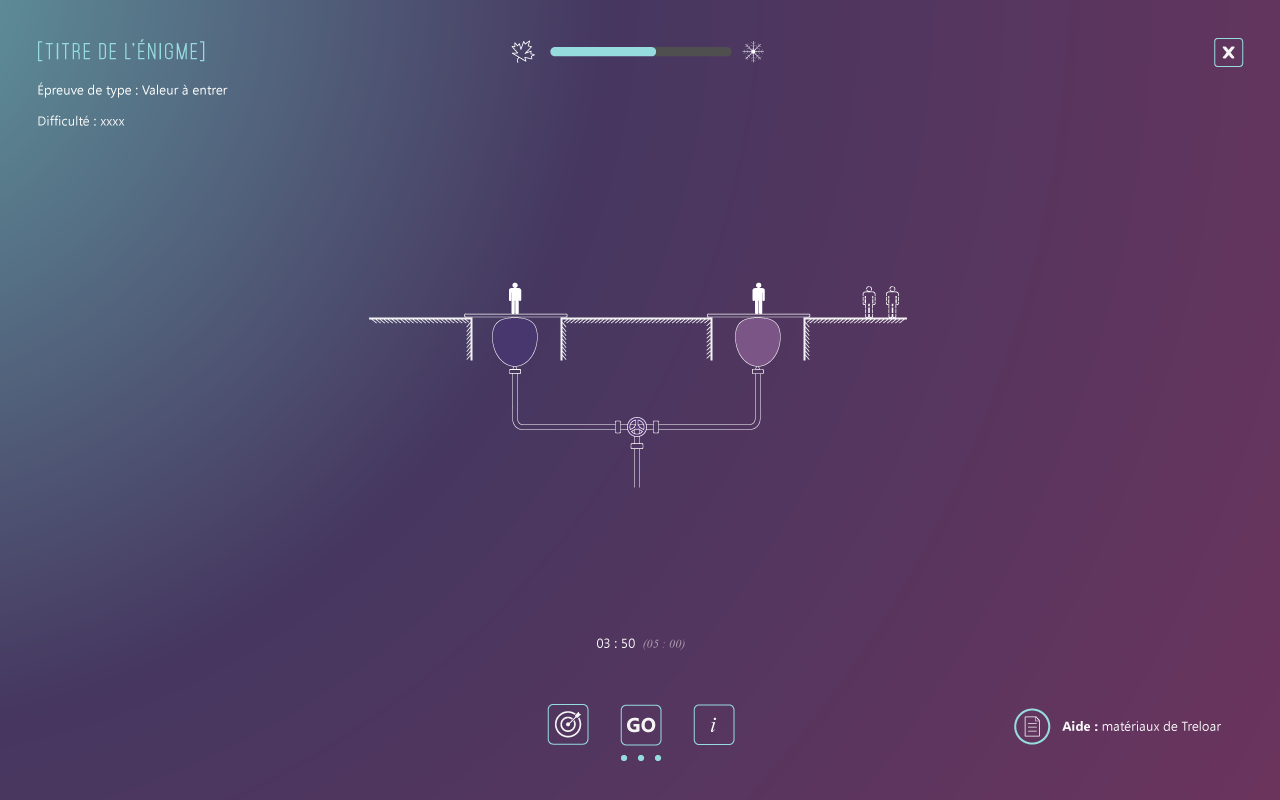 [TITRE DE L'ÉNIGME]
Épreuve de type : Valeur à entrer
Difficulté : xxxx
X
03 : 50 (05 : 00)
GO
i
Aide : matériaux de Treloar